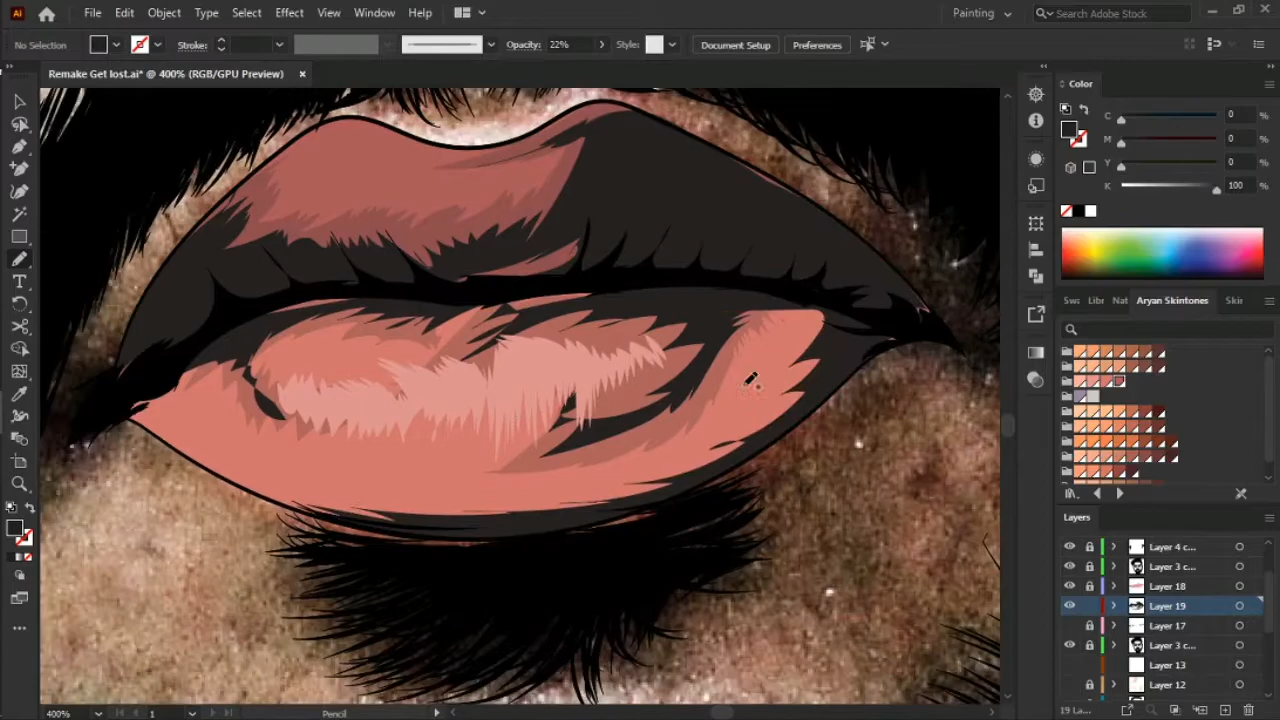 Ai File Edit Object Type Select Effect View Window Help Painting Search Adobe Stock
No Selection Stroke: Opacity: 22% Style: Document Setup Preferences
Remake Get lost.ai* @ 400% (RGB/GPU Preview)
Color
C 0 %
M 0 %
Y 0 %
K 100 %
Swa Libr Nat Aryan Skintones Skir
Layers
Layer 4 c...
Layer 3 c...
Layer 18
Layer 19
Layer 17
Layer 3 c...
Layer 13
Layer 12
400% 1 Pencil 19 La...